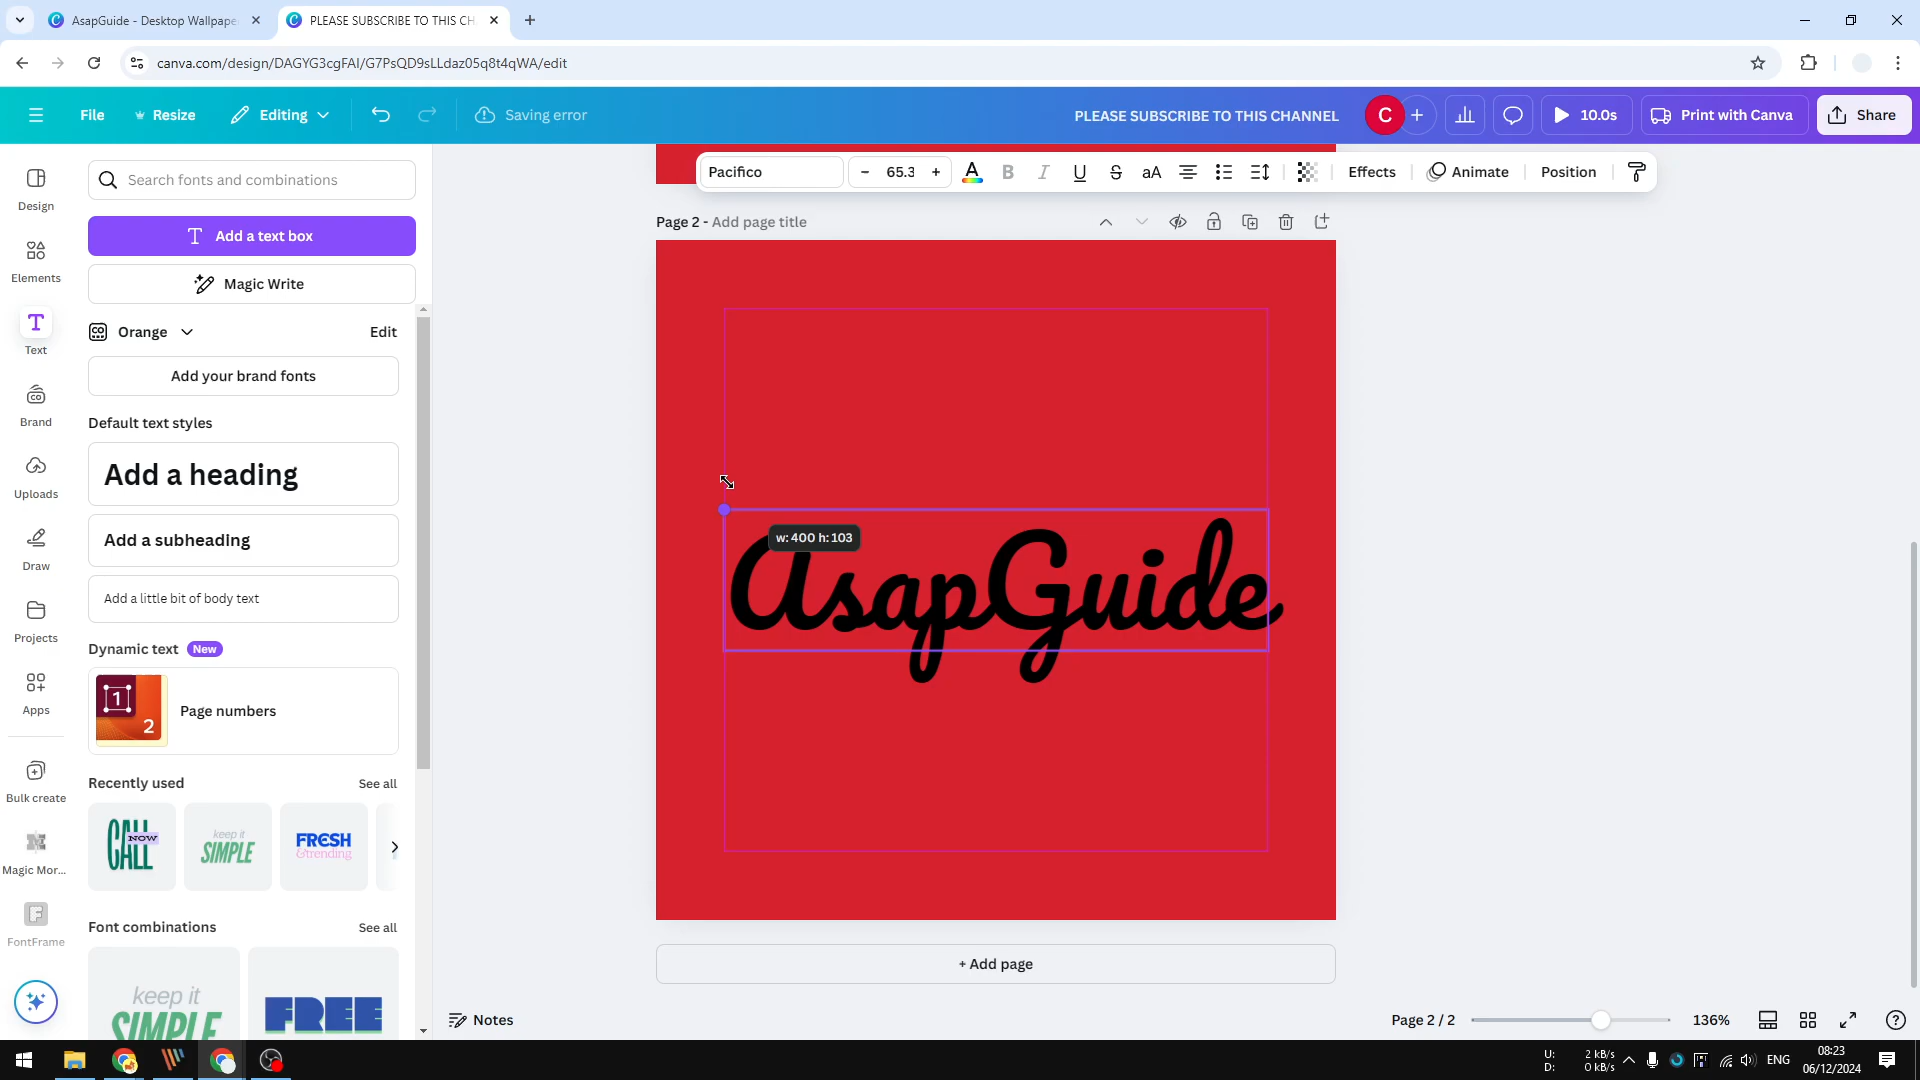 AsapGuide - Desktop Wallpape
PLEASE SUBSCRIBE TO THIS CH
canva.com/design/DAGYG3cgFAI/G7PsQD9sLLdaz05q8t4qWA/edit
File
Resize
Editing
Saving error
PLEASE SUBSCRIBE TO THIS CHANNEL
C
10.0s
Print with Canva
Share
Pacifico
65.3
A
B
I
U
S
aA
Effects
Animate
Position
Design
Elements
Text
Brand
Uploads
Draw
Projects
Apps
Bulk create
Magic Mor...
FontFrame
Search fonts and combinations
Add a text box
Magic Write
Orange
Edit
Add your brand fonts
Default text styles
Add a heading
Add a subheading
Add a little bit of body text
Dynamic text
New
1
2
Page numbers
Recently used
See all
CALL
NOW
keep it
SIMPLE
FRESH
&trending
Font combinations
See all
keep it
SIMPLE
FREE
Page 2 - Add page title
AsapGuide
w: 400 h: 103
+ Add page
Notes
Page 2 / 2
136%
U:
D:
2 kB/s
0 kB/s
ENG
08:23
06/12/2024